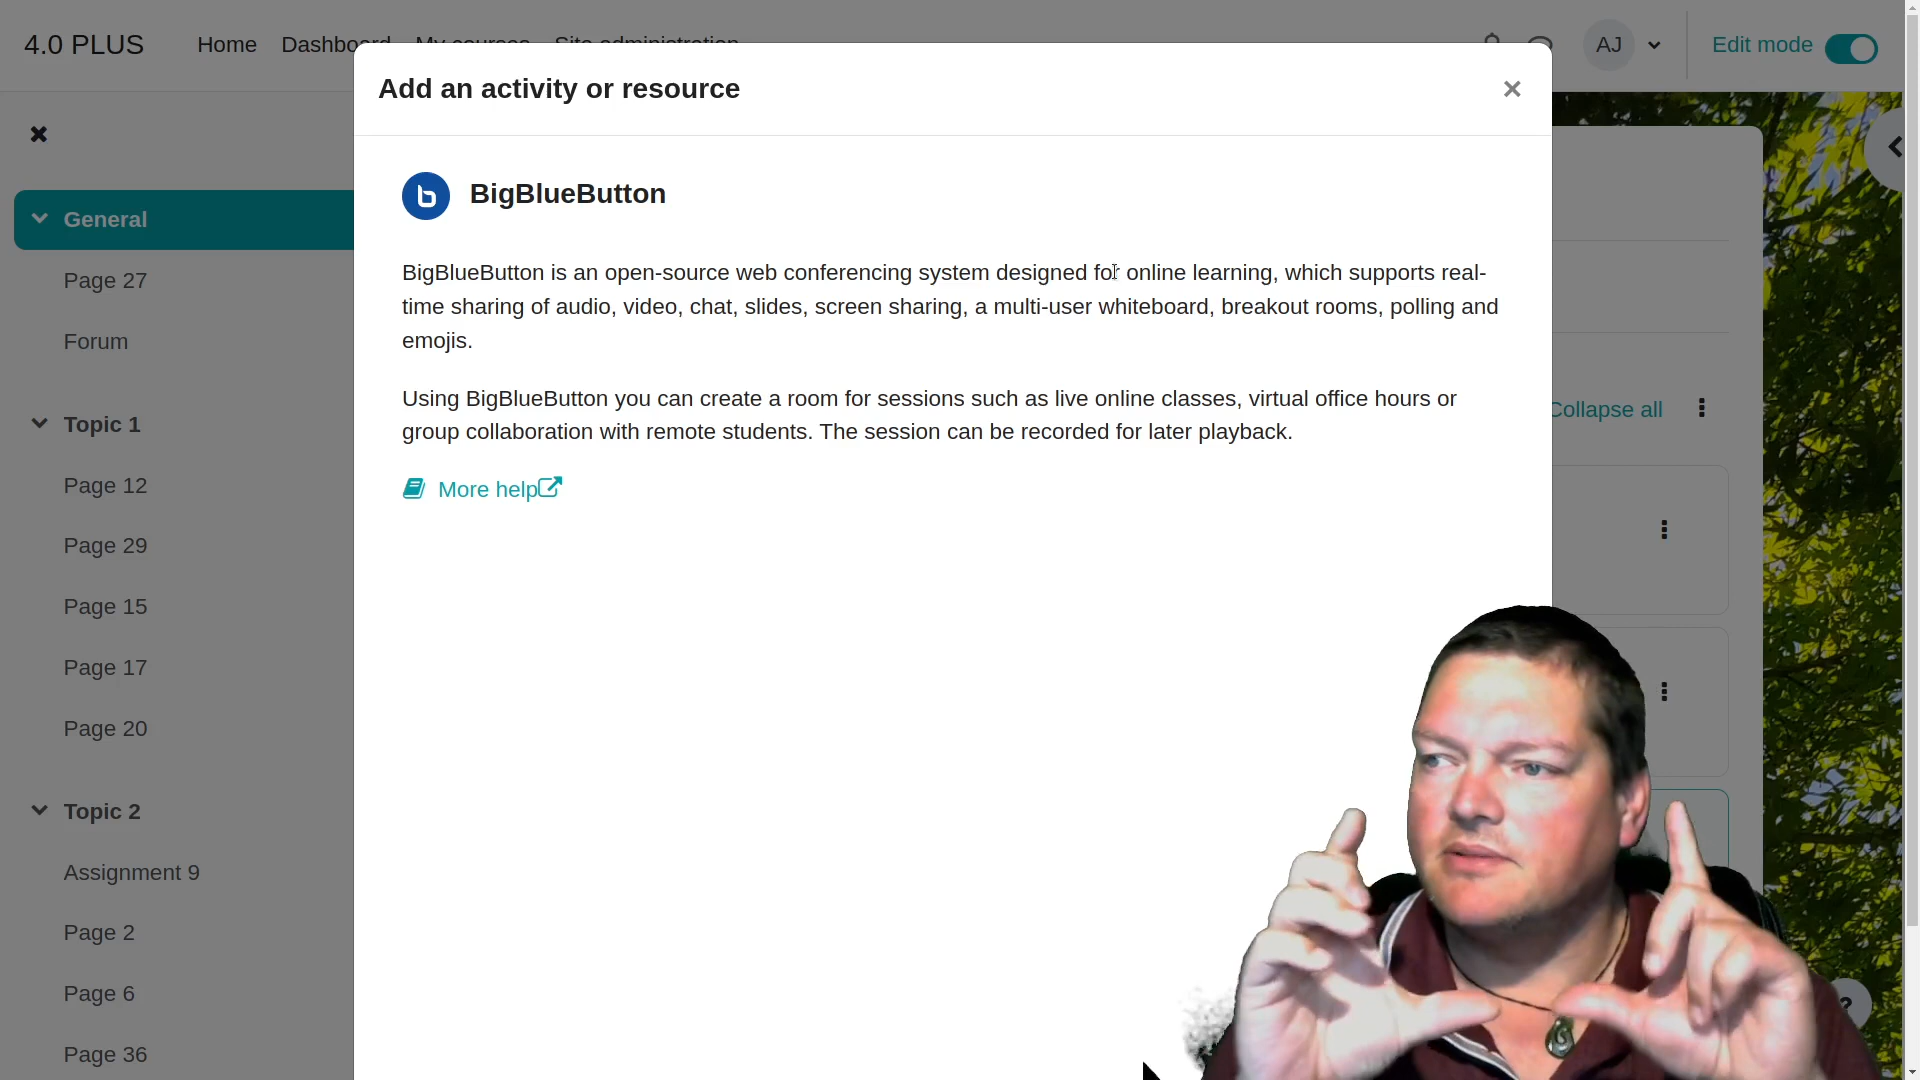 4.0 PLUS
Home Dashboard My courses Site administration
AJ
Edit mode
Add an activity or resource
×
General
Page 27
Forum
Topic 1
Page 12
Page 29
Page 15
Page 17
Page 20
Topic 2
Assignment 9
Page 2
Page 6
Page 36
BigBlueButton
BigBlueButton is an open-source web conferencing system designed for online learning, which supports real-
time sharing of audio, video, chat, slides, screen sharing, a multi-user whiteboard, breakout rooms, polling and
emojis.
Using BigBlueButton you can create a room for sessions such as live online classes, virtual office hours or
group collaboration with remote students. The session can be recorded for later playback.
More help
Collapse all
?